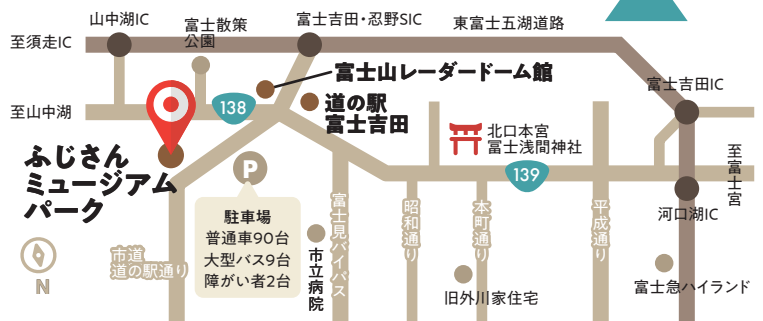 山中湖IC
富士吉田・忍野SIC
東富士五湖道路
至須走IC
富士散策
公園
富士山レーダードーム館
富士吉田IC
至山中湖
138
道の駅
富士吉田
北口本宮
冨士浅間神社
ふじさん
ミュージアム
パーク
P
139
至富士宮
駐車場
普通車90台
大型バス9台
障がい者2台
富士見バイパス
昭和通り
本町通り
平成通り
河口湖IC
市道
道の駅通り
市立病院
N
旧外川家住宅
富士急ハイランド